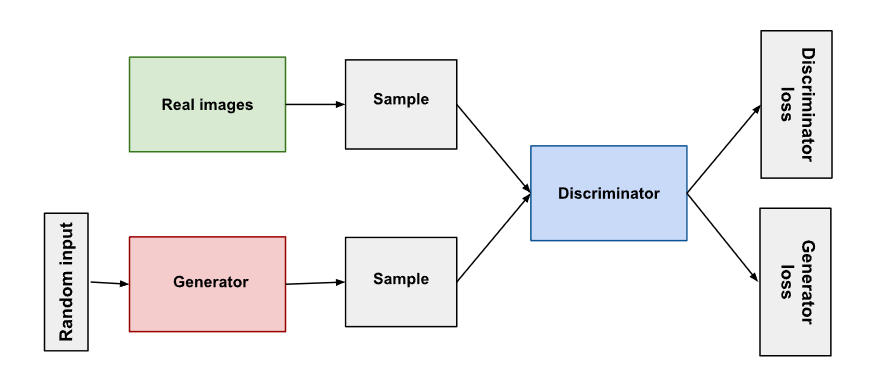 Real images
Sample
Discriminator
loss
Discriminator
Random input
Generator
Sample
Generator
loss